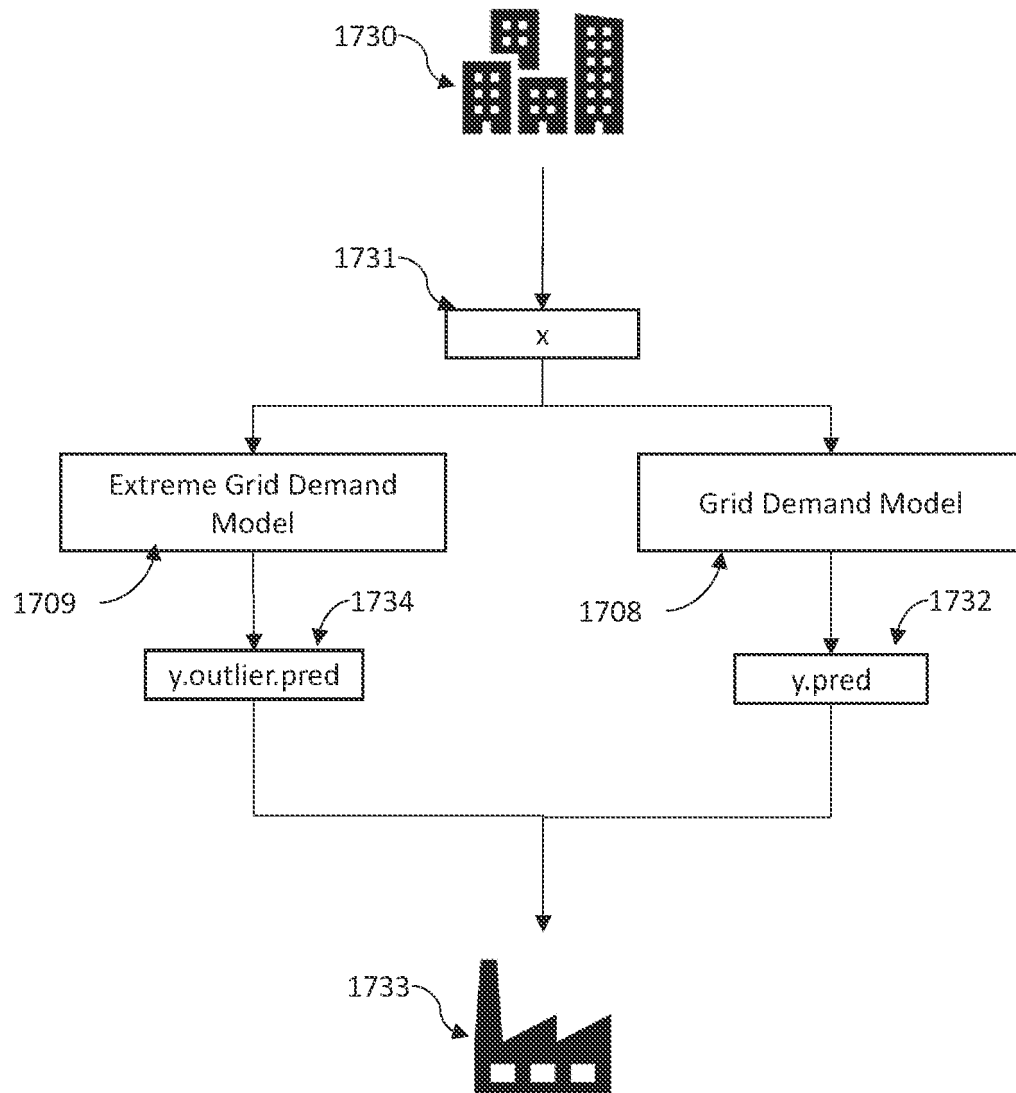 1730
1731
x
Extreme Grid Demand
Model
Grid Demand Model
1709
1734
1708
1732
y.outlier.pred
y.pred
1733